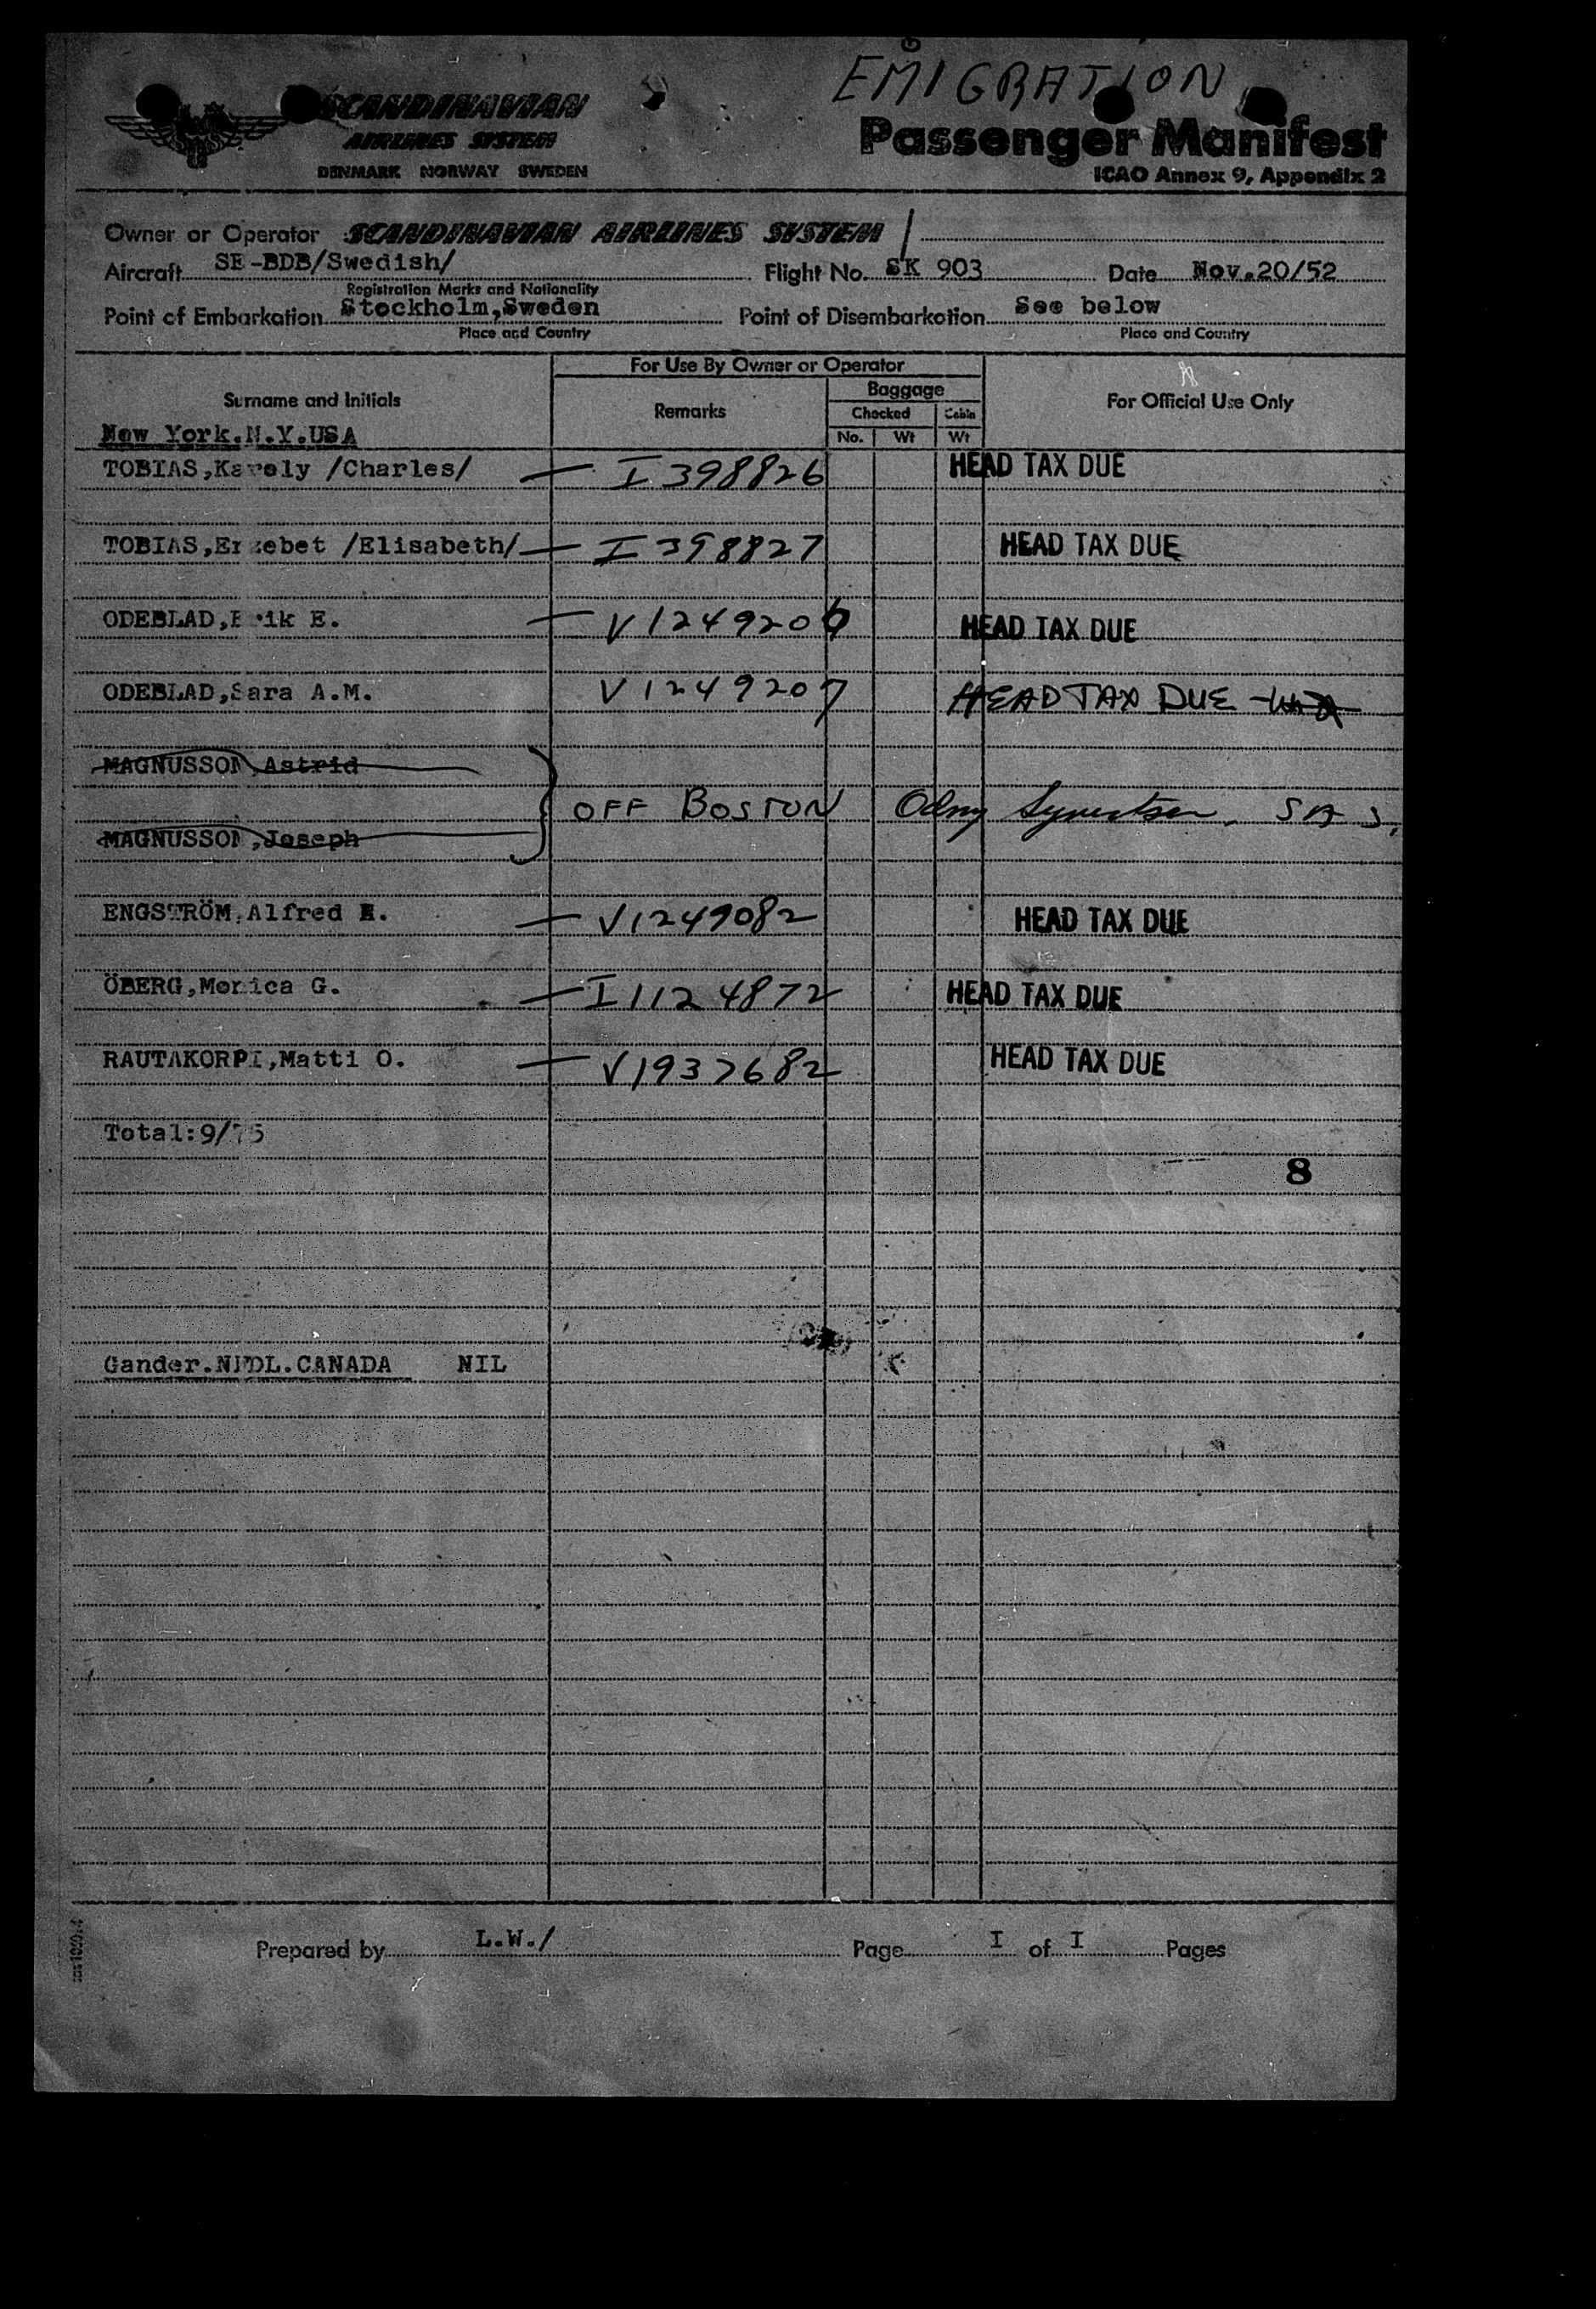 EMIGRATION
SCANDINAVIAN
AIRLINES SYSTEM
DENMARK NORWAY SWEDEN
Passenger Manifest
ICAO Annex 9, Appendix 2
Owner or Operator SCANDINAVIAN AIRLINES SYSTEM
Aircraft SE-BDB/Swedish/ Flight No. SK 903 Date Nov.20/52
Registration Marks and Nationality
Point of Embarkation Stockholm,Sweden Point of Disembarkation See below
Place and Country Place and Country
For Use By Owner or Operator
Surname and Initials Remarks Baggage For Official Use Only
Checked Cabin
No. Wt Wt
New York.N.Y.USA
TOBIAS,Karoly /Charles/ — I 398826 HEAD TAX DUE
TOBIAS,Erzebet /Elisabeth/ — I 398827 HEAD TAX DUE
ODEBLAD,Erik E. — V1249206 HEAD TAX DUE
ODEBLAD,Sara A.M. V1249207 HEAD TAX DUE
MAGNUSSON,Astrid
OFF BOSTON Odny Syvertsen. SAS.
MAGNUSSON,Joseph
ENGSTRÖM,Alfred E. — V1249082 HEAD TAX DUE
ÖBERG,Monica G. — I1124872 HEAD TAX DUE
RAUTAKORPI,Matti O. — V1937682 HEAD TAX DUE
Total:9/75
8
Gander.NFDL.CANADA NIL
Prepared by L.W./ Page I of I Pages